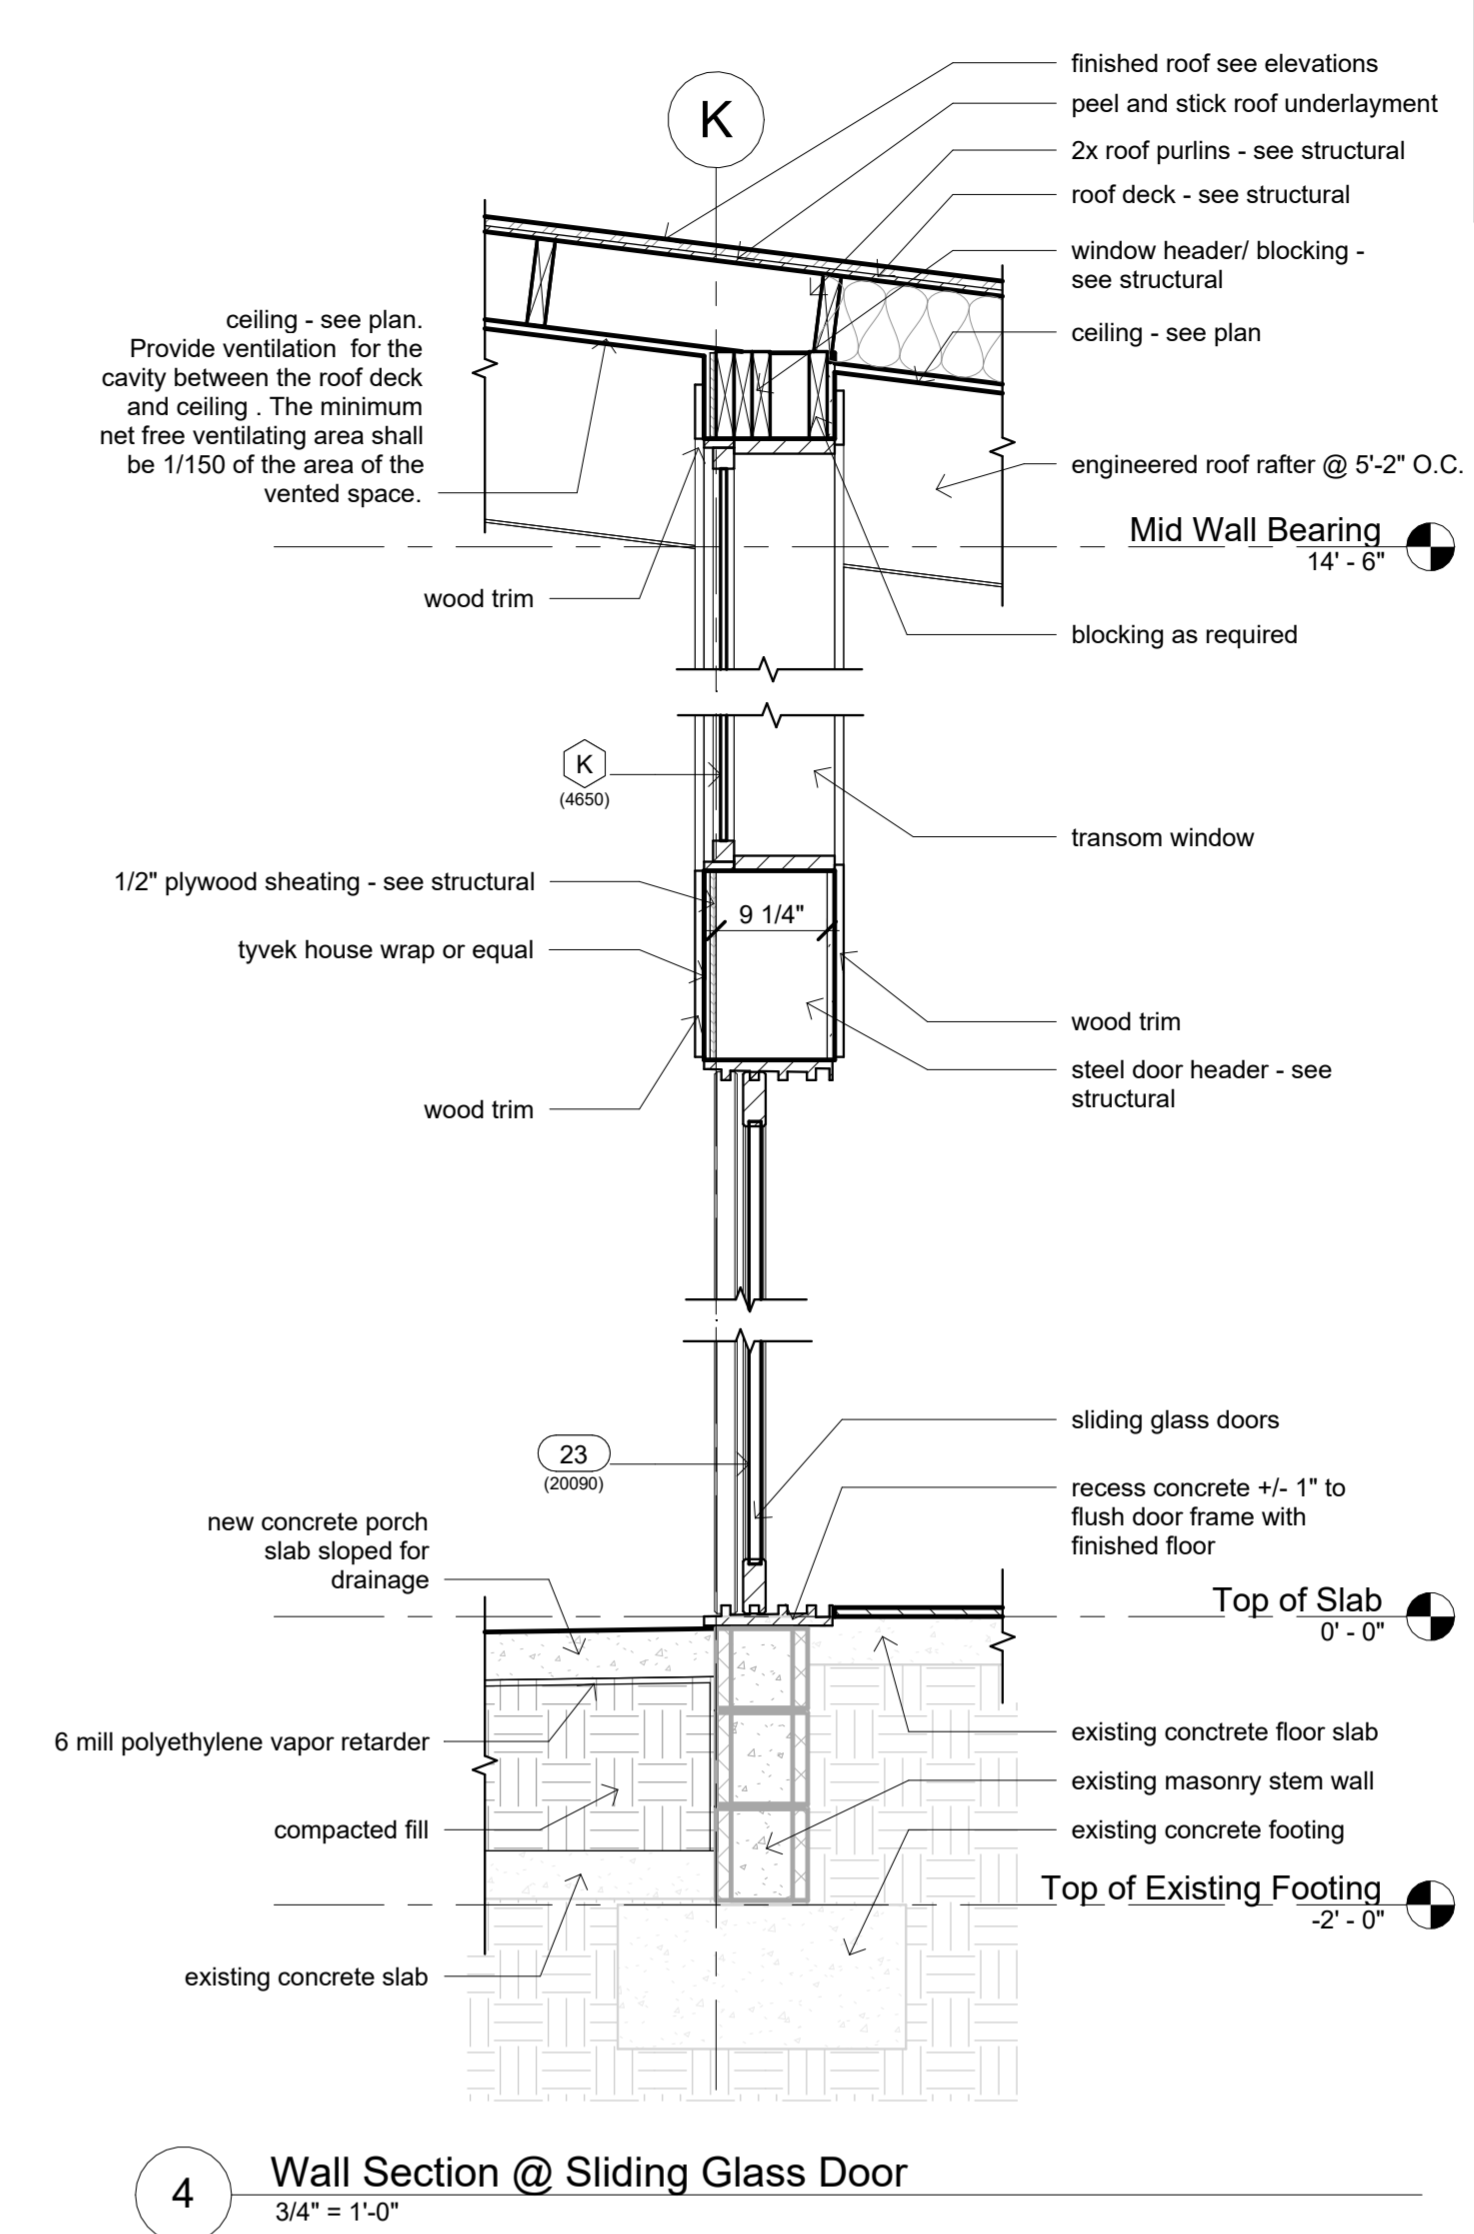 K
finished roof see elevations
peel and stick roof underlayment
2x roof purlins - see structural
roof deck - see structural
window header/ blocking -
see structural
ceiling - see plan
ceiling - see plan.
Provide ventilation for the
cavity between the roof deck
and ceiling . The minimum
net free ventilating area shall
be 1/150 of the area of the
vented space.
engineered roof rafter @ 5'-2" O.C.
Mid Wall Bearing
14' - 6"
wood trim
blocking as required
K
(4650)
transom window
1/2" plywood sheating - see structural
9 1/4"
tyvek house wrap or equal
wood trim
steel door header - see
structural
wood trim
sliding glass doors
23
(20090)
recess concrete +/- 1" to
flush door frame with
finished floor
new concrete porch
slab sloped for
drainage
Top of Slab
0' - 0"
6 mill polyethylene vapor retarder
existing conctrete floor slab
existing masonry stem wall
compacted fill
existing concrete footing
Top of Existing Footing
-2' - 0"
existing concrete slab
4
Wall Section @ Sliding Glass Door
3/4" = 1'-0"